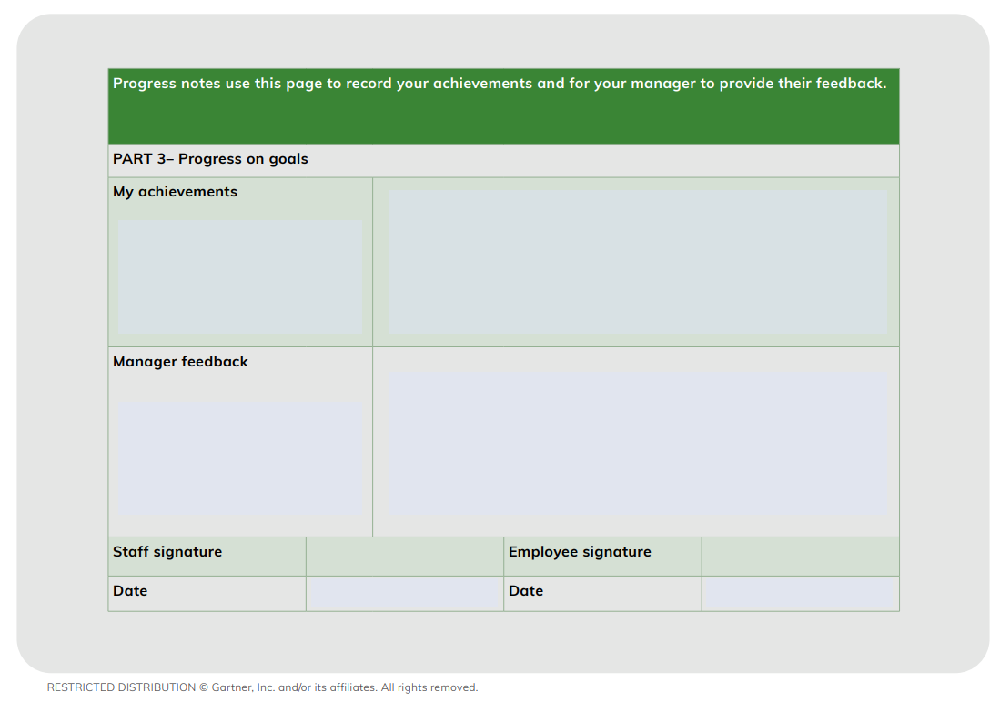 Progress notes use this page to record your achievements and for your manager to provide their feedback.
PART 3– Progress on goals
My achievements
Manager feedback
Staff signature
Employee signature
Date
Date
RESTRICTED DISTRIBUTION © Gartner, Inc. and/or its affiliates. All rights removed.